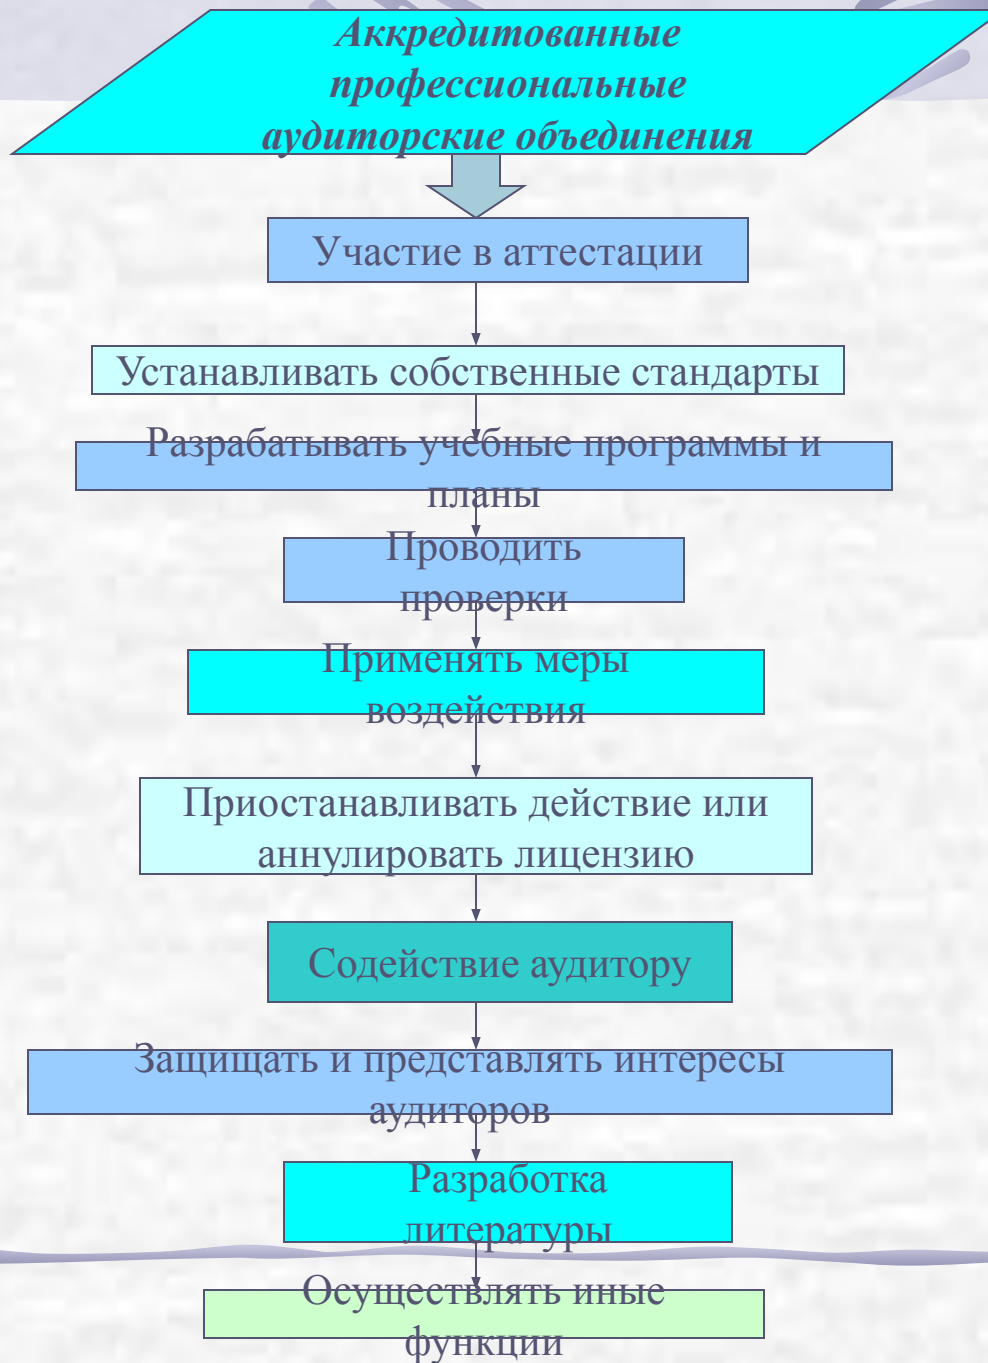 Аккредитованные
профессиональные
аудиторские объединения
Участие в аттестации
Устанавливать собственные стандарты
Разрабатывать учебные программы и
планы
Проводить
проверки
Применять меры
воздействия
Приостанавливать действие или
аннулировать лицензию
Содействие аудитору
Защищать и представлять интересы
аудиторов
Разработка
литературы
Осуществлять иные
функции